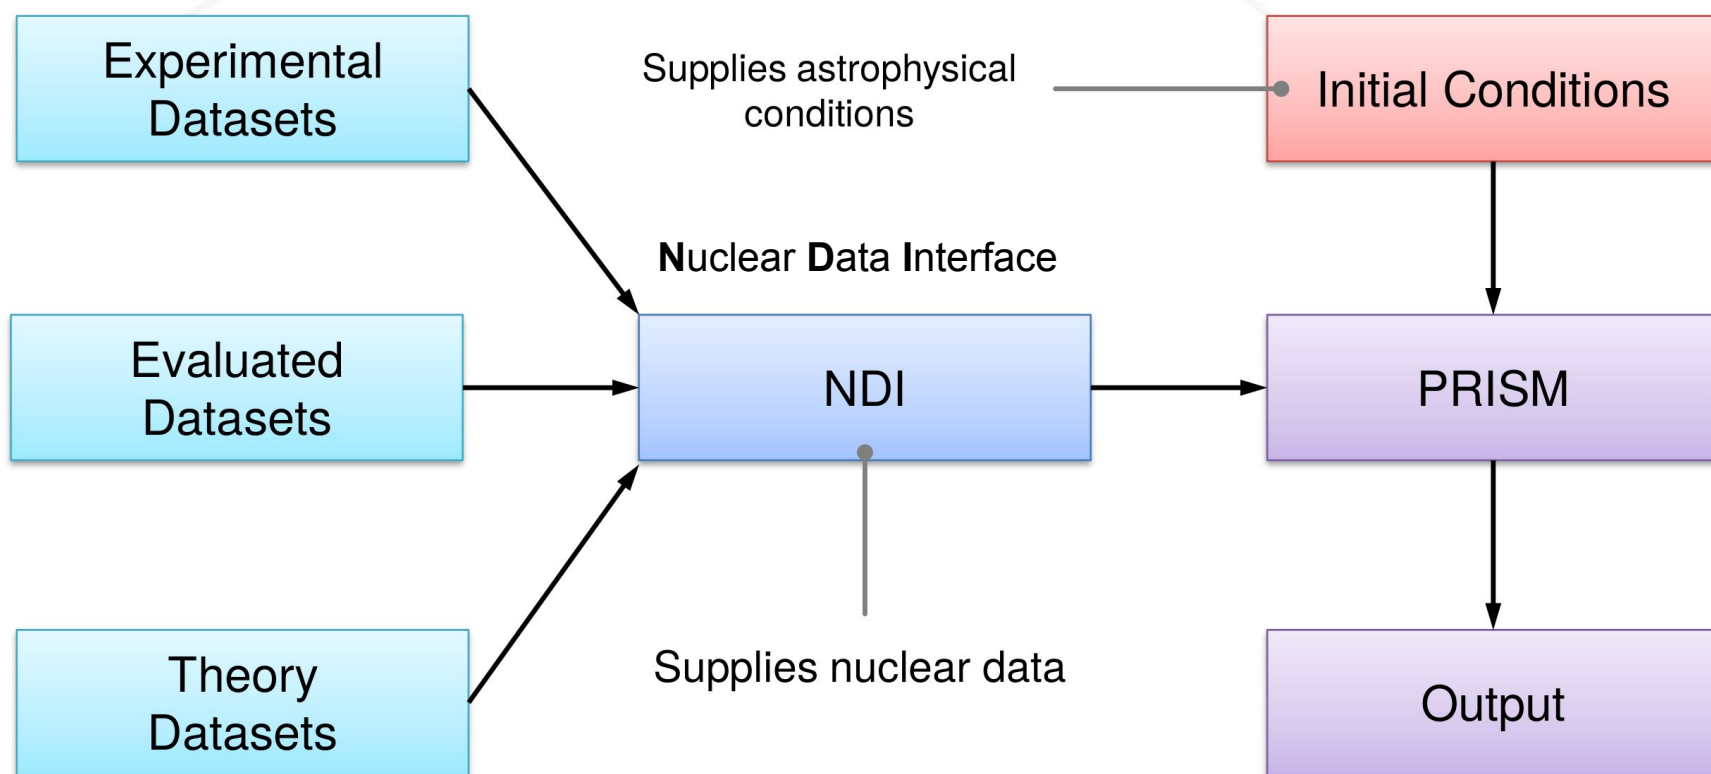 Experimental
Datasets
Supplies astrophysical
conditions
Initial Conditions
Nuclear Data Interface
Evaluated
Datasets
NDI
PRISM
Theory
Datasets
Supplies nuclear data
Output